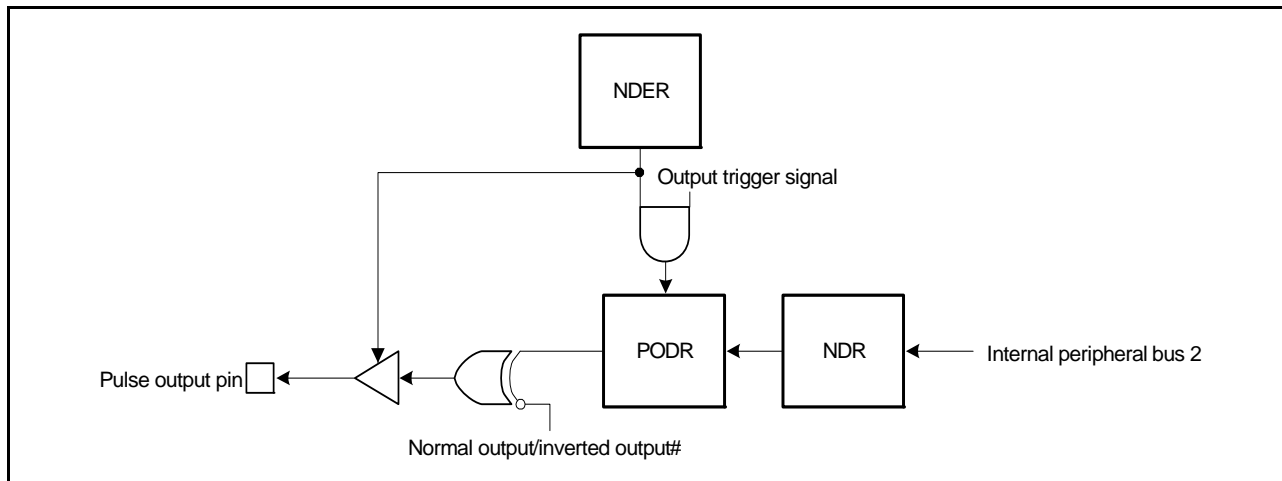 NDER
Output trigger signal
PODR
NDR
Internal peripheral bus 2
Pulse output pin
Normal output/inverted output#